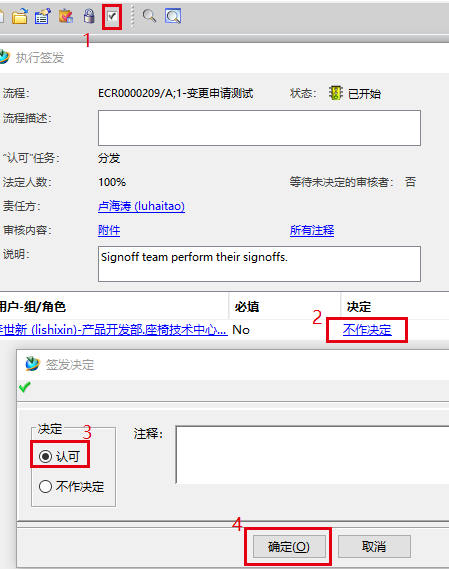 1
执行签发
流程: ECR0000209/A;1-变更申请测试 状态: 已开始
流程描述:
“认可”任务: 分发
法定人数: 100% 等待未决定的审核者: 否
责任方: 卢海涛 (luhaitao)
审核内容: 附件 所有注释
说明: Signoff team perform their signoffs.
用户-组/角色 必填 决定
2
世新 (lishixin)-产品开发部.座椅技术中心... No 不作决定
签发决定
决定 3
注释:
认可
不作决定
4
确定(O) 取消